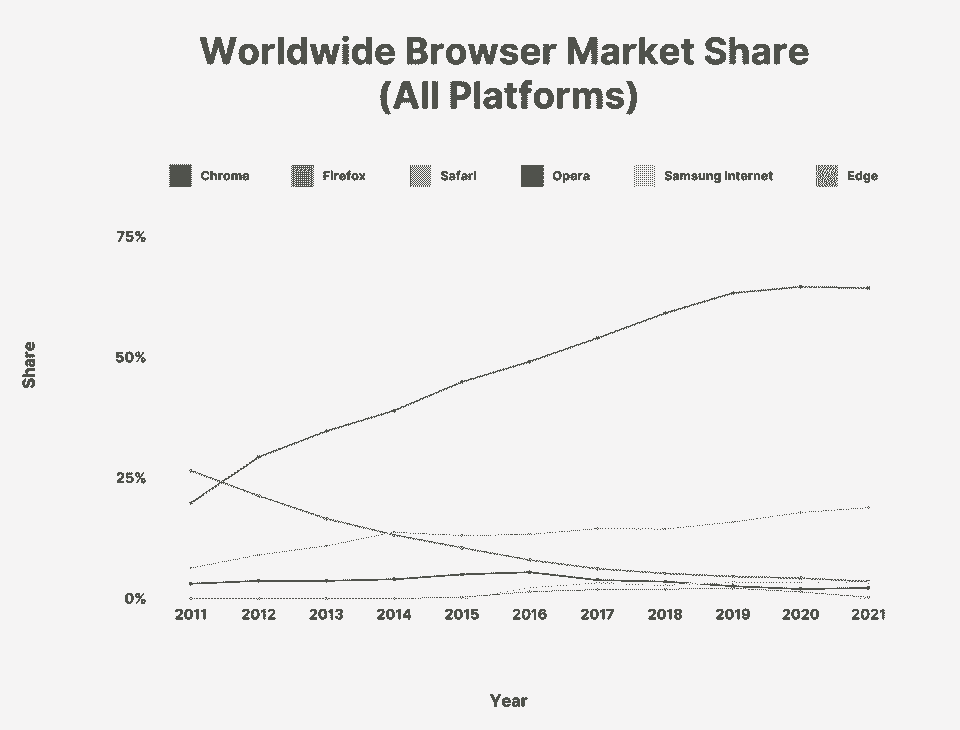 Worldwide Browser Market Share
(All Platforms)
Chrome Firefox Safari Opera Samsung Internet Edge
75%
50%
Share
25%
0%
2011 2012 2013 2014 2015 2016 2017 2018 2019 2020 2021
Year